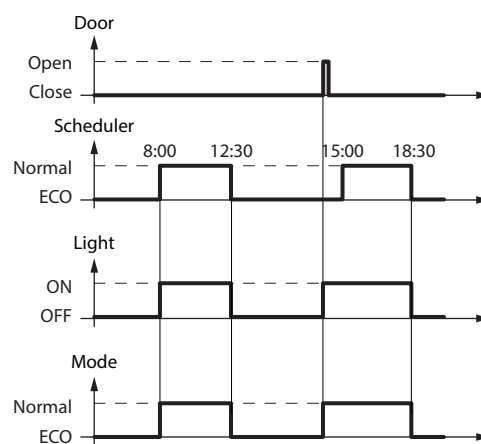 Door
Open
Close
Scheduler
8:00 12:30 15:00 18:30
Normal
ECO
Light
ON
OFF
Mode
Normal
ECO